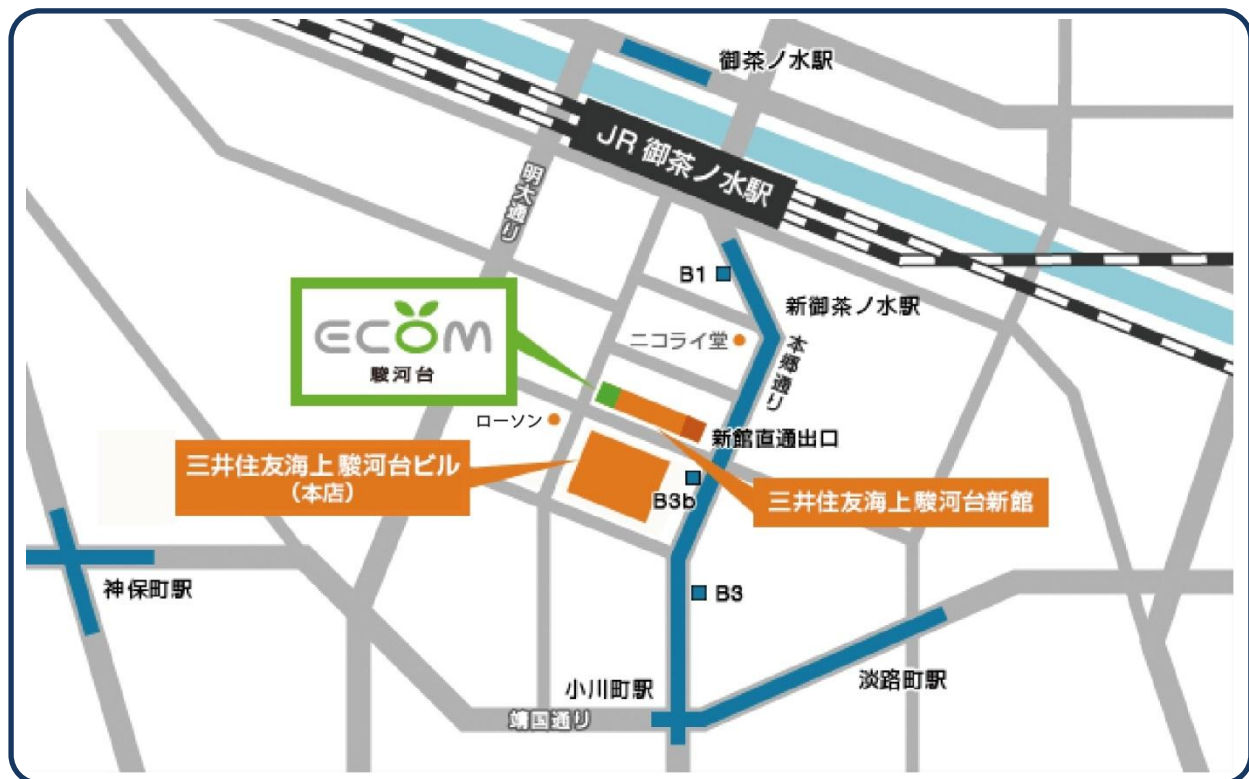 御茶ノ水駅
JR 御茶ノ水駅
明大通り
B1
新御茶ノ水駅
ECOM
駿河台
ニコライ堂
本郷通り
ローソン
新館直通出口
三井住友海上 駿河台ビル
（本店）
B3b
三井住友海上 駿河台新館
神保町駅
B3
小川町駅
淡路町駅
靖国通り